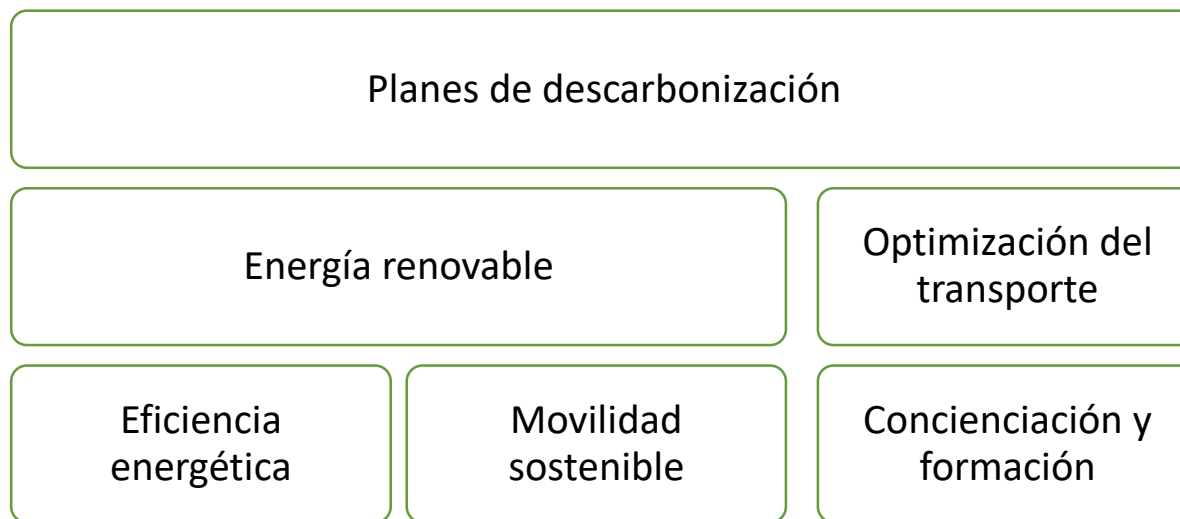 Planes de descarbonización
Energía renovable
Optimización del
transporte
Eficiencia
energética
Movilidad
sostenible
Concienciación y
formación